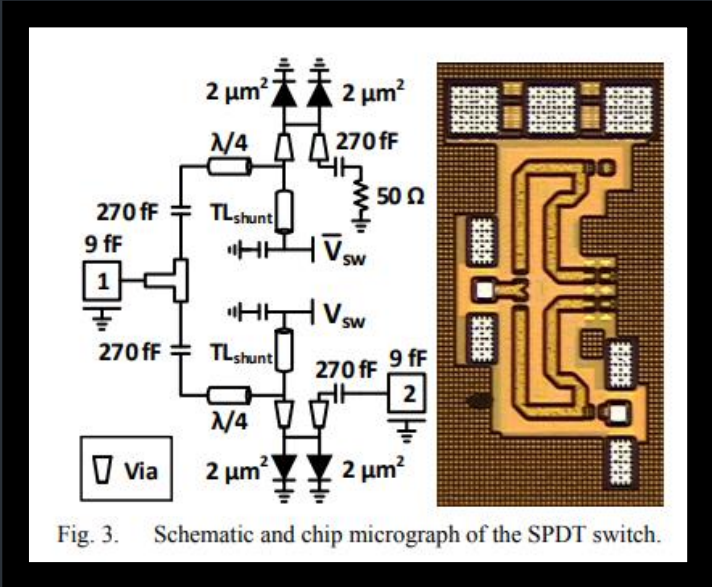 2 μm² 2 μm²
λ/4 270 fF
50 Ω
270 fF TLshunt
9 fF V̅sw
1
Vsw
270 fF TLshunt 270 fF 9 fF
2
λ/4
Via 2 μm² 2 μm²
Fig. 3. Schematic and chip micrograph of the SPDT switch.